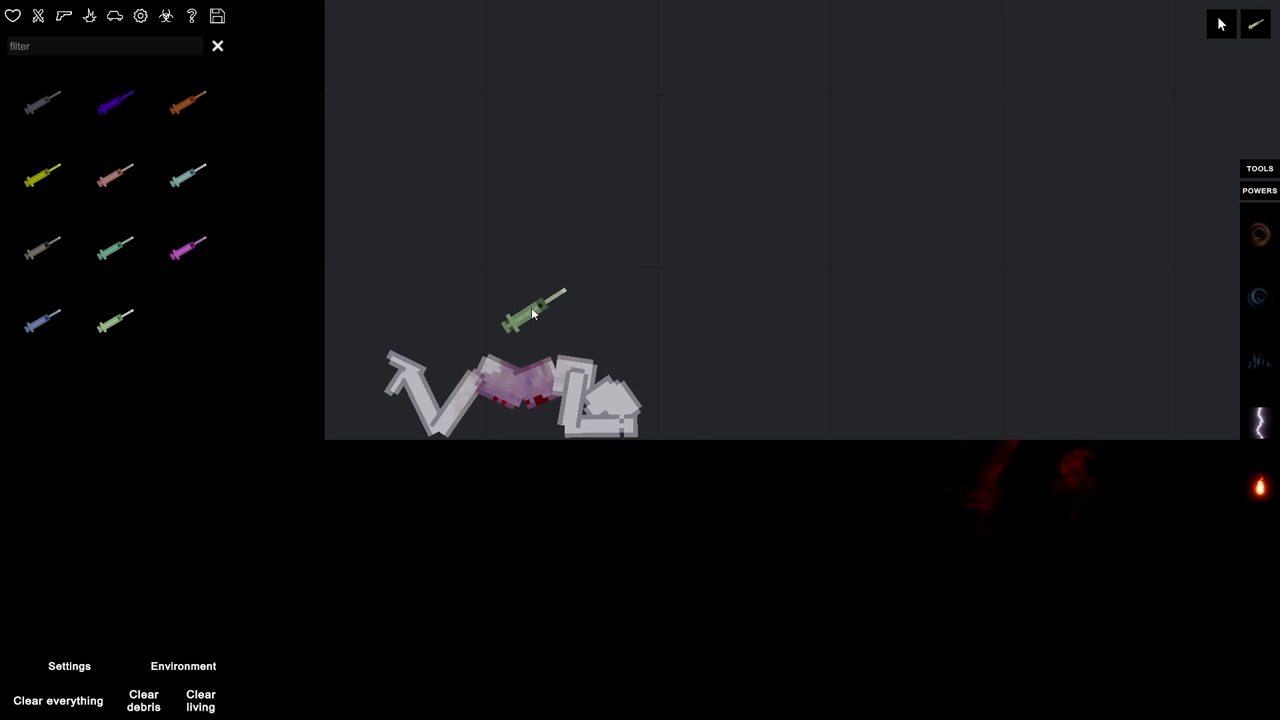 filter
TOOLS
POWERS
Settings
Environment
Clear everything
Clear
debris
Clear
living